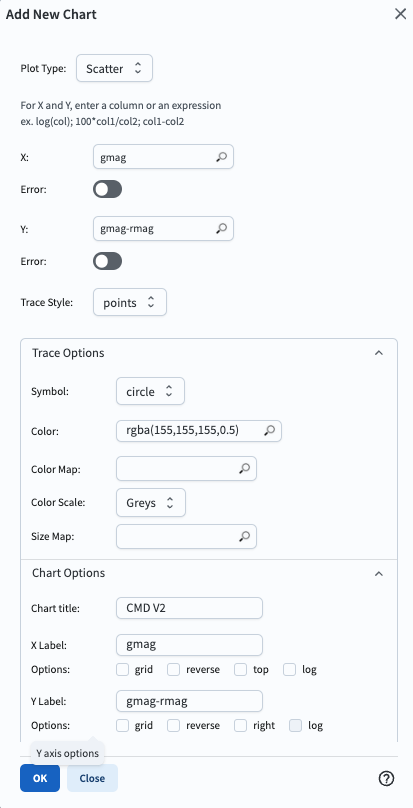 Add New Chart
Plot Type: Scatter
For X and Y, enter a column or an expression
ex. log(col); 100*col1/col2; col1-col2
X: gmag
Error:
Y: gmag-rmag
Error:
Trace Style: points
Trace Options
Symbol: circle
Color: rgba(155,155,155,0.5)
Color Map:
Color Scale: Greys
Size Map:
Chart Options
Chart title: CMD V2
X Label: gmag
Options: grid reverse top log
Y Label: gmag-rmag
Options: grid reverse right log
Y axis options
OK Close